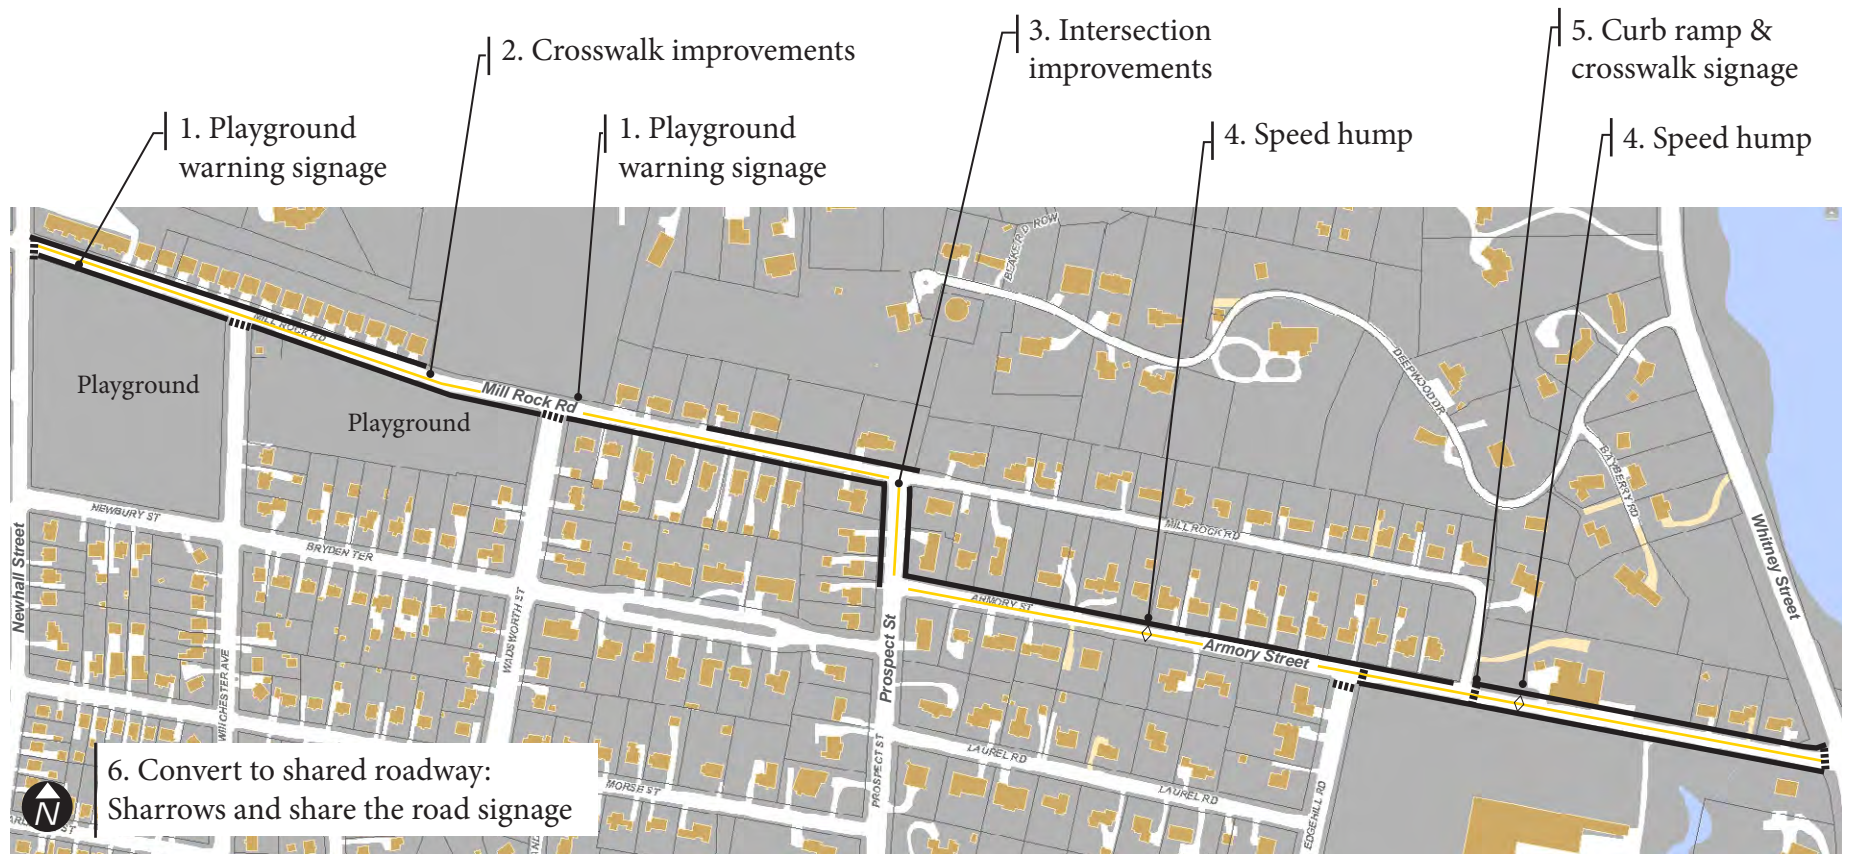 3. Intersection
improvements
5. Curb ramp &
crosswalk signage
2. Crosswalk improvements
1. Playground
warning signage
1. Playground
warning signage
4. Speed hump
4. Speed hump
BLAKE RD ROW
MILL ROCK RD
Mill Rock Rd
Playground
Playground
DEEPWOOD DR
BAYBERRY RD
Whitney Street
NEWBURY ST
BRYDEN TER
MILL ROCK RD
Newhall Street
WINCHESTER AVE
WADSWORTH ST
Prospect St
ARMORY ST
Armory Street
PROSPECT ST
LAUREL RD
LAUREL RD
EDGEHILL RD
MORSE ST
6. Convert to shared roadway:
Sharrows and share the road signage
N